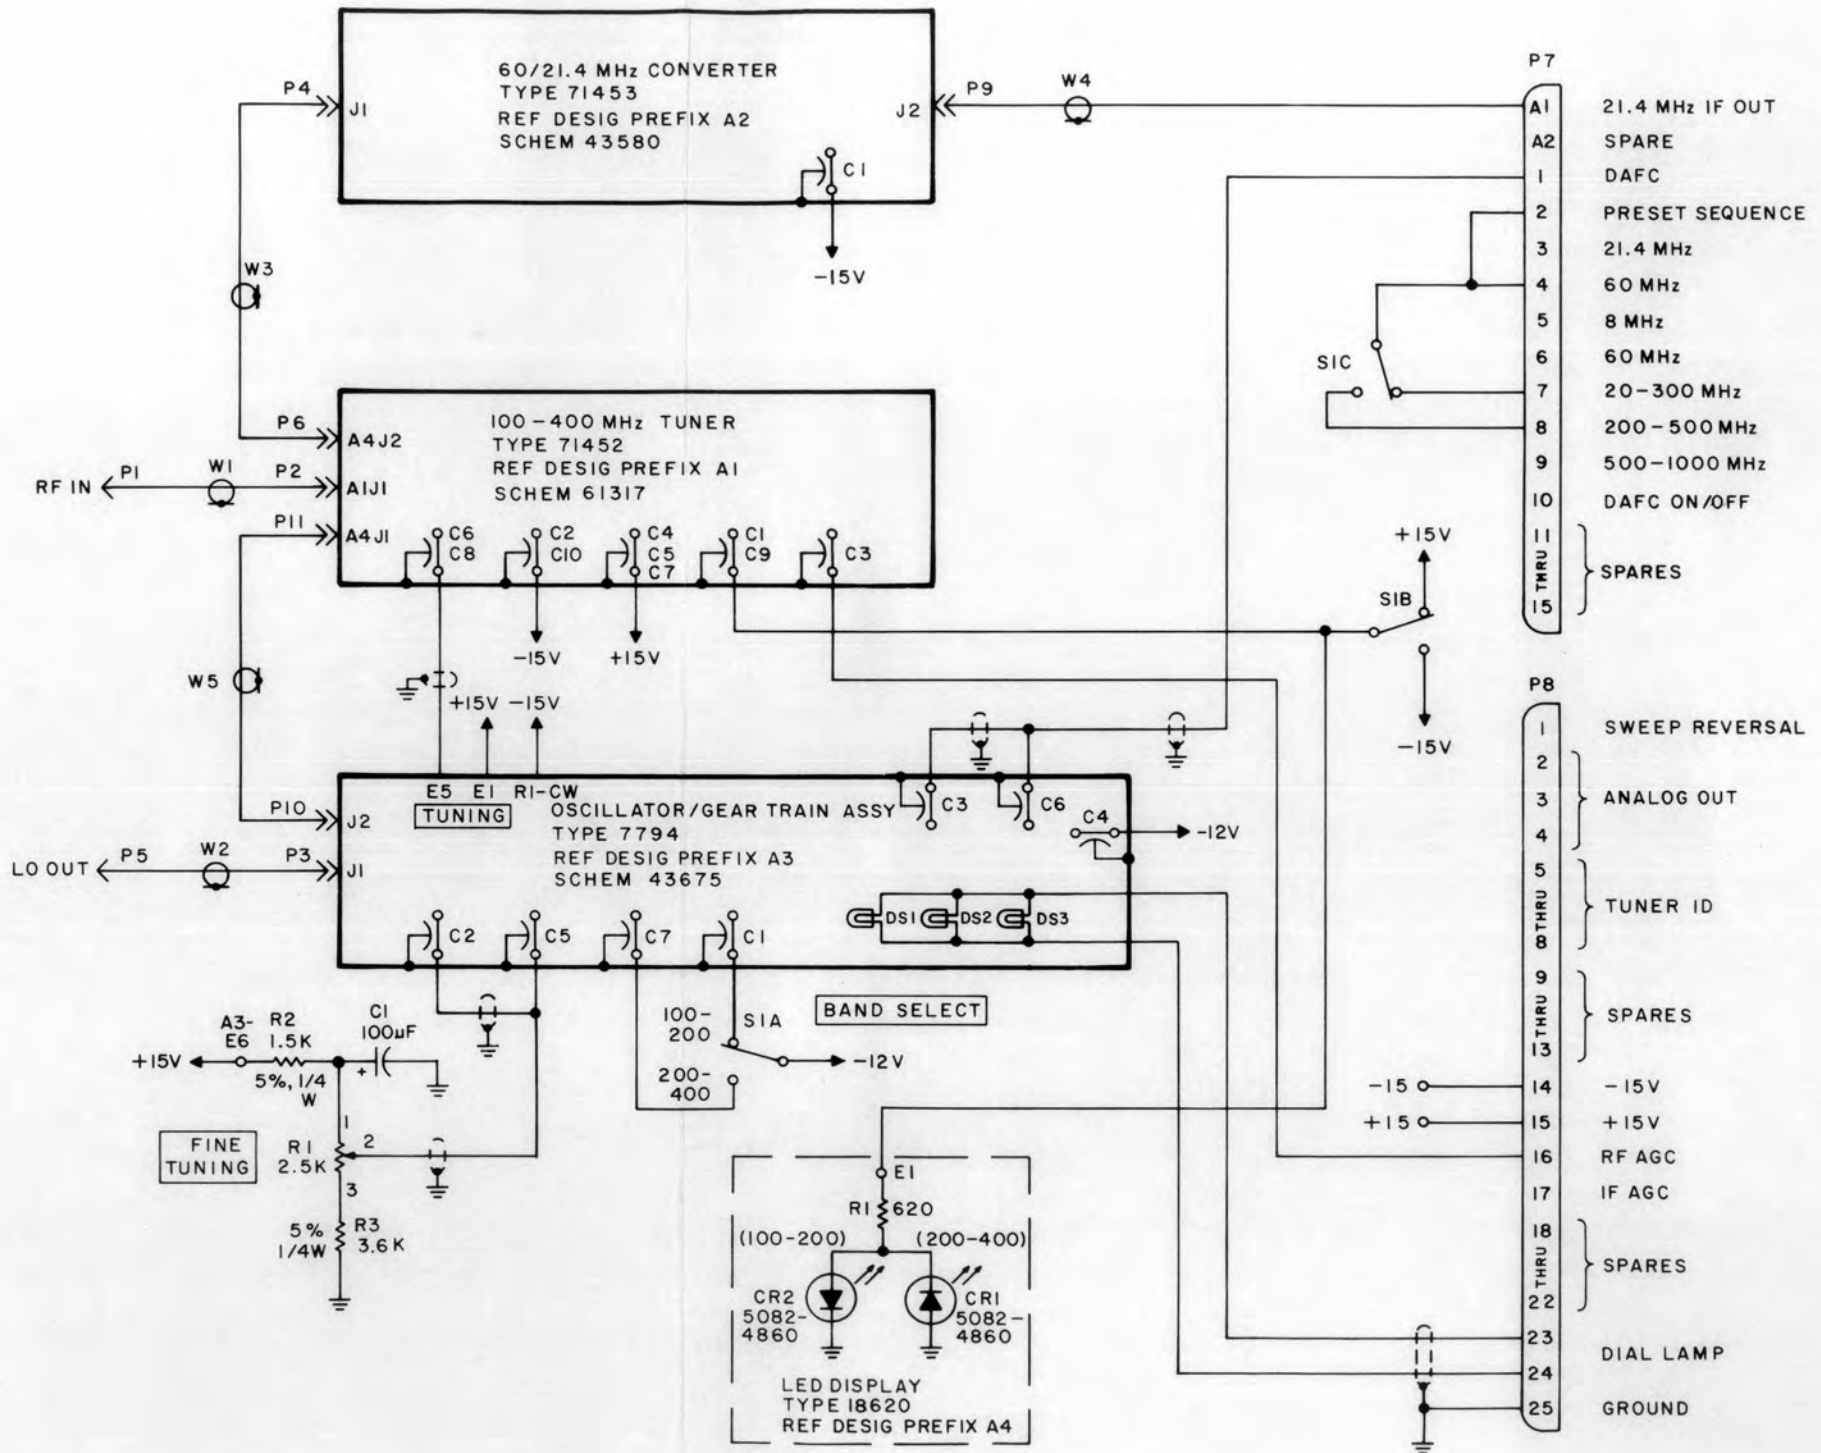 60/21.4 MHz CONVERTER
TYPE 71453
REF DESIG PREFIX A2
SCHEM 43580
P4
J1
J2
P9
W4
C1
-15V
W3
100-400 MHz TUNER
TYPE 71452
REF DESIG PREFIX A1
SCHEM 61317
P6
A4J2
RF IN
P1
W1
P2
A1J1
P11
A4J1
C6
C8
C2
C10
C4
C5
C7
C1
C9
C3
-15V
+15V
W5
+15V
-15V
E5
E1
R1-CW
TUNING
OSCILLATOR/GEAR TRAIN ASSY
TYPE 7794
REF DESIG PREFIX A3
SCHEM 43675
P10
J2
LO OUT
P5
W2
P3
J1
C3
C6
C4
-12V
DS1
DS2
DS3
C2
C5
C7
C1
BAND SELECT
100-
200
S1A
-12V
200-
400
A3-
E6
R2
1.5K
C1
100µF
+15V
5%, 1/4
W
+
FINE
TUNING
1
R1
2.5K
2
3
5%
1/4W
R3
3.6K
E1
R1
620
(100-200)
(200-400)
CR2
5082-
4860
CR1
5082-
4860
LED DISPLAY
TYPE 18620
REF DESIG PREFIX A4
S1C
+15V
S1B
-15V
P7
A1 21.4 MHz IF OUT
A2 SPARE
1 DAFC
2 PRESET SEQUENCE
3 21.4 MHz
4 60 MHz
5 8 MHz
6 60 MHz
7 20-300 MHz
8 200-500 MHz
9 500-1000 MHz
10 DAFC ON/OFF
11
THRU
15
SPARES
P8
1 SWEEP REVERSAL
2
3
4
ANALOG OUT
5
THRU
8
TUNER ID
9
THRU
13
SPARES
-15 14 -15V
+15 15 +15V
16 RF AGC
17 IF AGC
18
THRU
22
SPARES
23
24
DIAL LAMP
25 GROUND